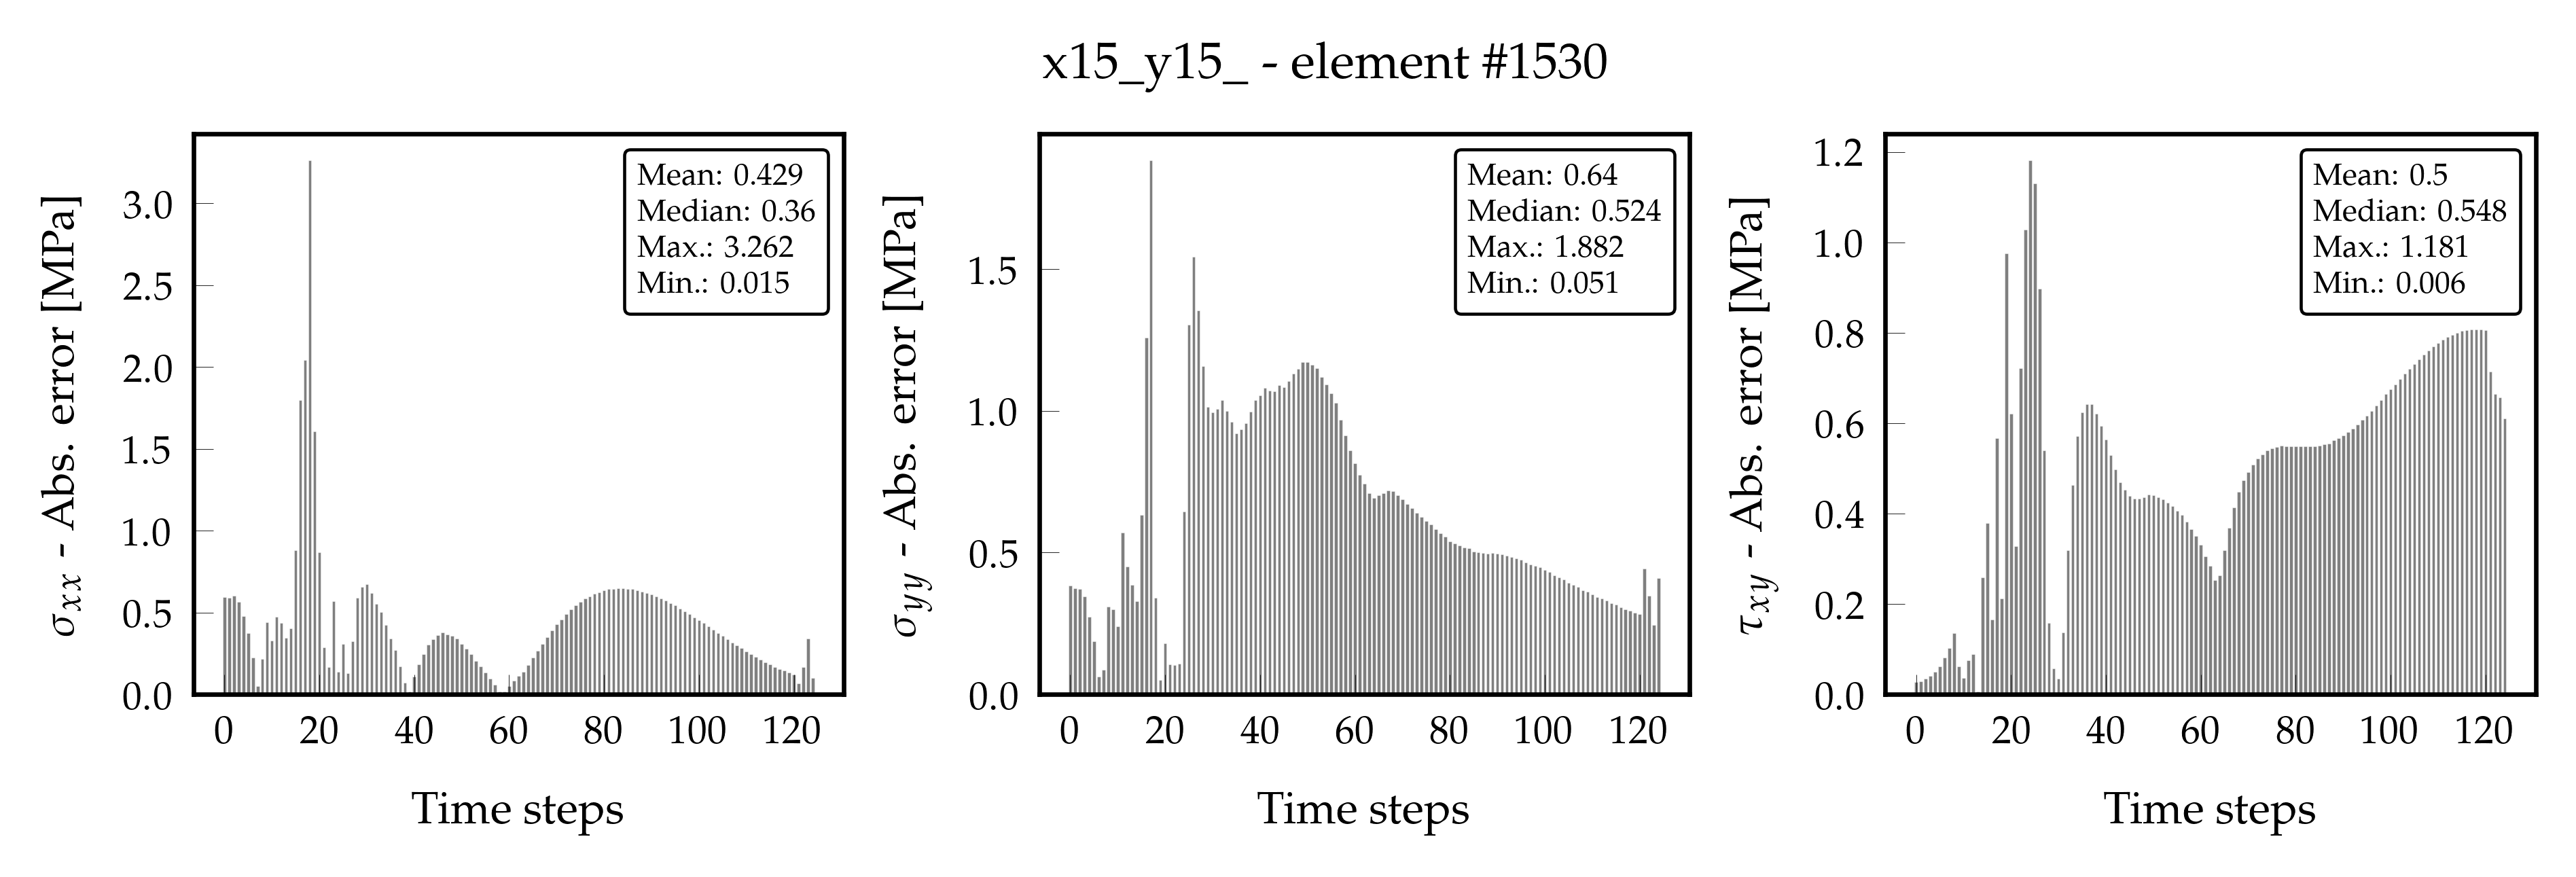 x15_y15_ - element #1530
σxx - Abs. error [MPa]
3.0
2.5
2.0
1.5
1.0
0.5
0.0
Mean: 0.429
Median: 0.36
Max.: 3.262
Min.: 0.015
0 20 40 60 80 100 120
Time steps
σyy - Abs. error [MPa]
1.5
1.0
0.5
0.0
Mean: 0.64
Median: 0.524
Max.: 1.882
Min.: 0.051
0 20 40 60 80 100 120
Time steps
τxy - Abs. error [MPa]
1.2
1.0
0.8
0.6
0.4
0.2
0.0
Mean: 0.5
Median: 0.548
Max.: 1.181
Min.: 0.006
0 20 40 60 80 100 120
Time steps